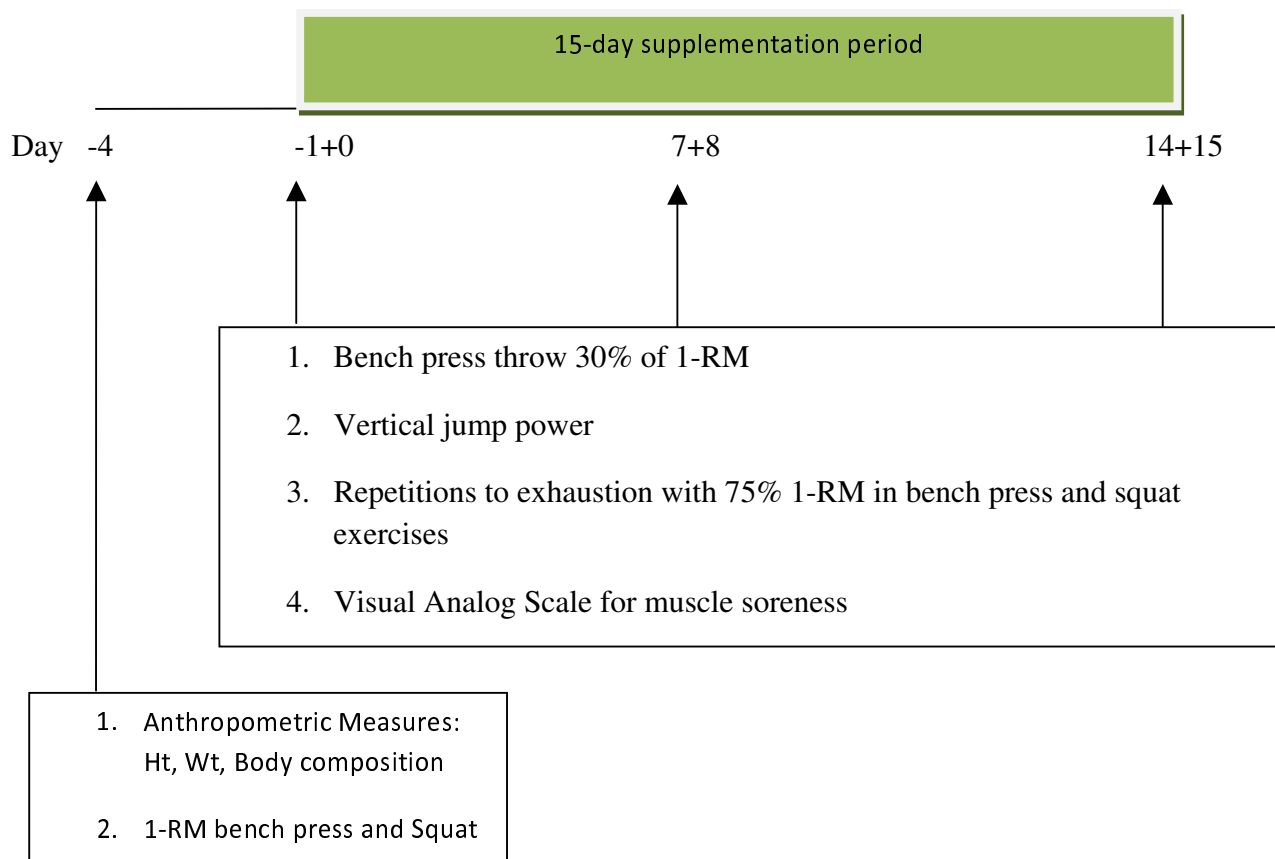 15-day supplementation period
Day -4 -1+0 7+8 14+15
1. Bench press throw 30% of 1-RM
2. Vertical jump power
3. Repetitions to exhaustion with 75% 1-RM in bench press and squat
exercises
4. Visual Analog Scale for muscle soreness
1. Anthropometric Measures:
Ht, Wt, Body composition
2. 1-RM bench press and Squat